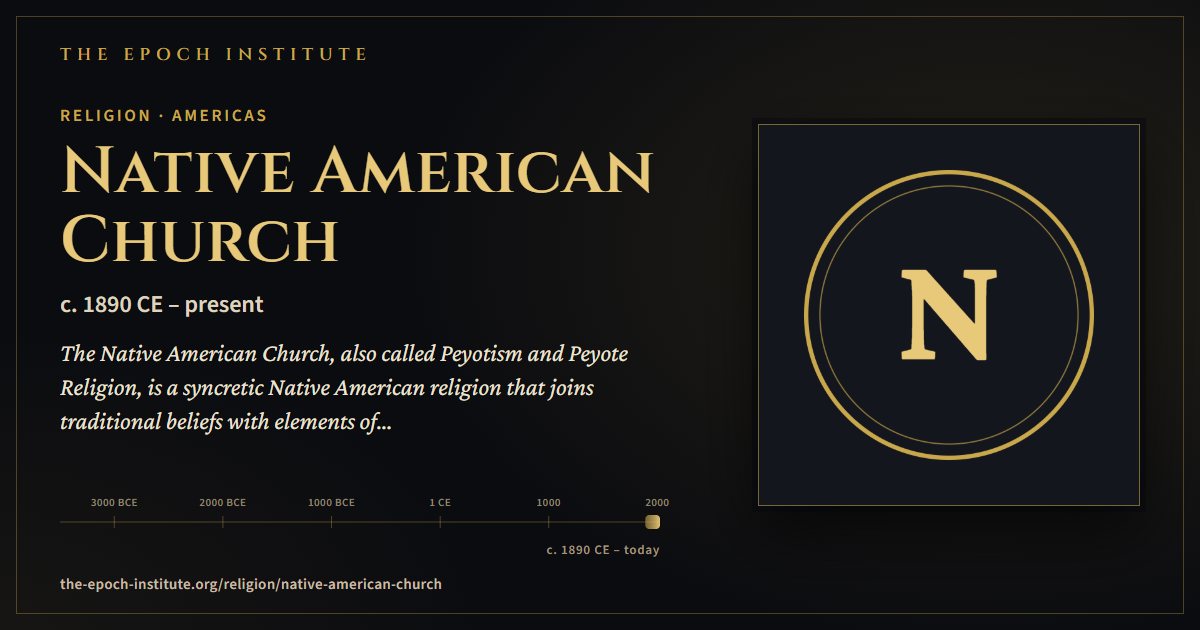 THE EPOCH INSTITUTE
RELIGION · AMERICAS
NATIVE AMERICAN
CHURCH
c. 1890 CE – present
The Native American Church, also called Peyotism and Peyote
Religion, is a syncretic Native American religion that joins
traditional beliefs with elements of...
N
3000 BCE 2000 BCE 1000 BCE 1 CE 1000 2000
c. 1890 CE – today
the-epoch-institute.org/religion/native-american-church